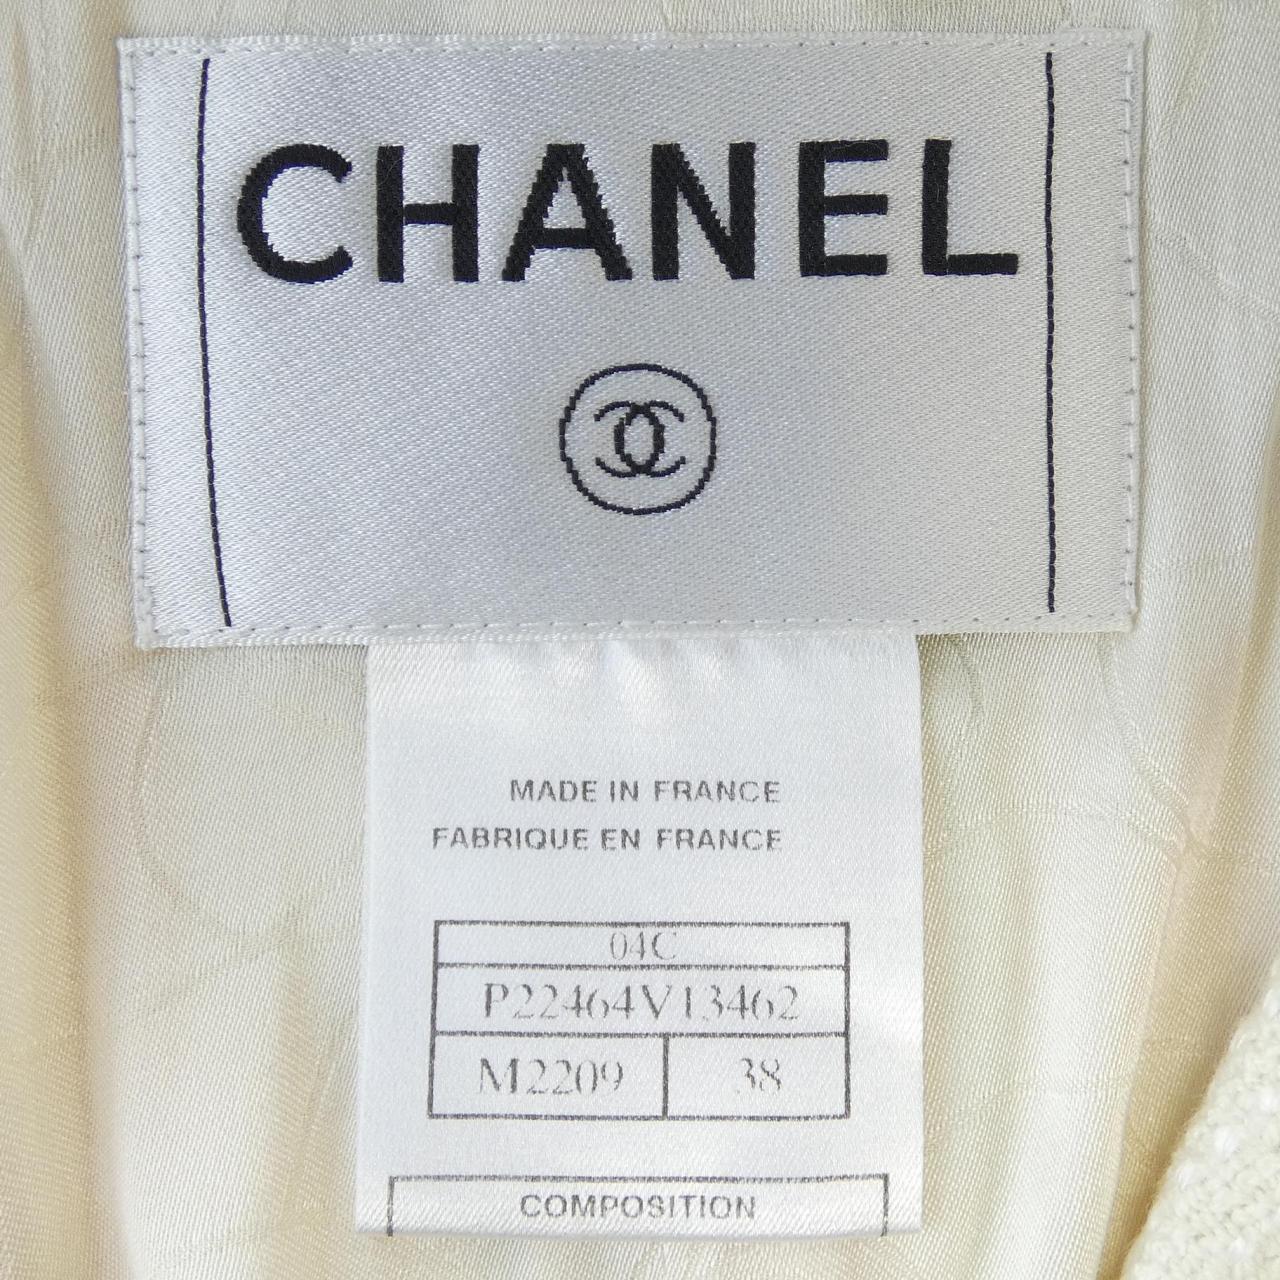 CHANEL
MADE IN FRANCE
FABRIQUE EN FRANCE
04C
P22464V13462
M2209 38
COMPOSITION